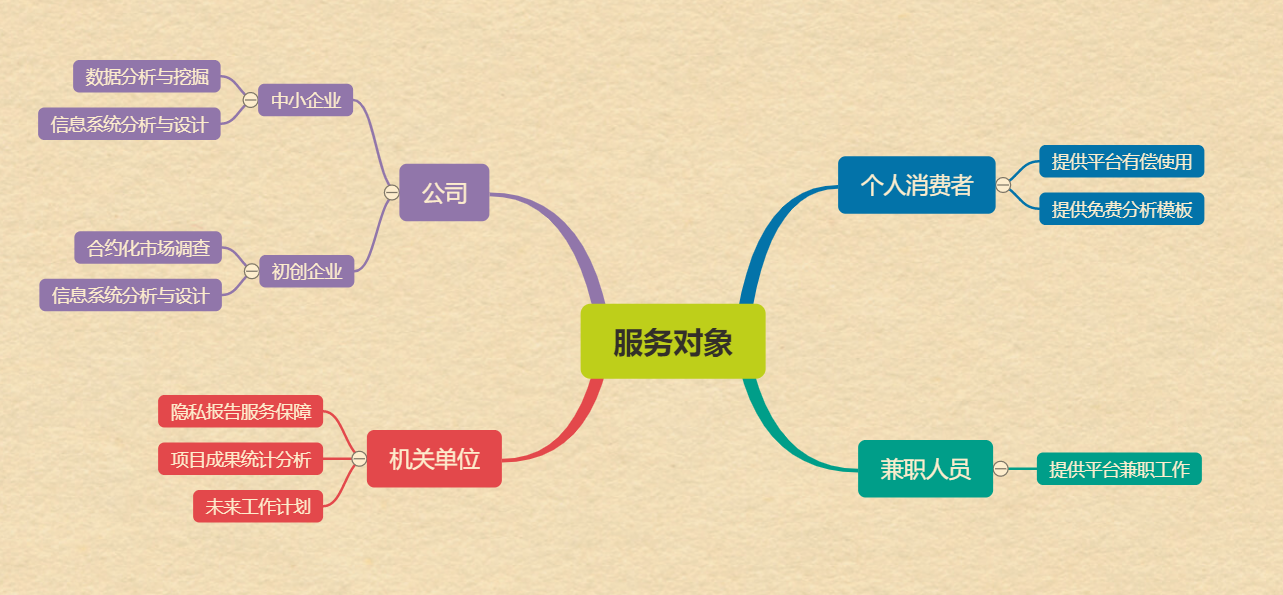 服务对象
公司
中小企业
数据分析与挖掘
信息系统分析与设计
初创企业
合约化市场调查
信息系统分析与设计
机关单位
隐私报告服务保障
项目成果统计分析
未来工作计划
个人消费者
提供平台有偿使用
提供免费分析模板
兼职人员
提供平台兼职工作